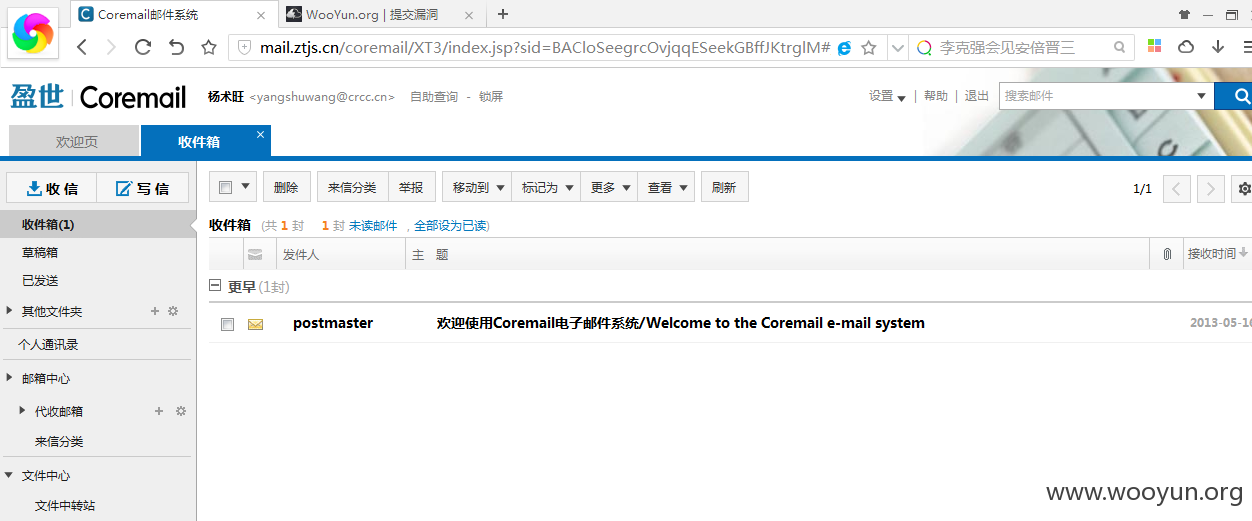 Coremail邮件系统
WooYun.org | 提交漏洞
mail.ztjs.cn/coremail/XT3/index.jsp?sid=BACloSeegrcOvjqqESeekGBffJKtrglM#
李克强会见安倍晋三
盈世 Coremail
杨术旺 <yangshuwang@crcc.cn> 自助查询 - 锁屏
设置 | 帮助 | 退出
搜索邮件
欢迎页
收件箱
收信
写信
删除
来信分类
举报
移动到
标记为
更多
查看
刷新
1/1
收件箱(1)
草稿箱
已发送
其他文件夹
个人通讯录
邮箱中心
代收邮箱
来信分类
文件中心
文件中转站
收件箱 (共 1 封 1 封 未读邮件 , 全部设为已读)
发件人
主 题
接收时间
更早(1封)
postmaster
欢迎使用Coremail电子邮件系统/Welcome to the Coremail e-mail system
2013-05-16
www.wooyun.org